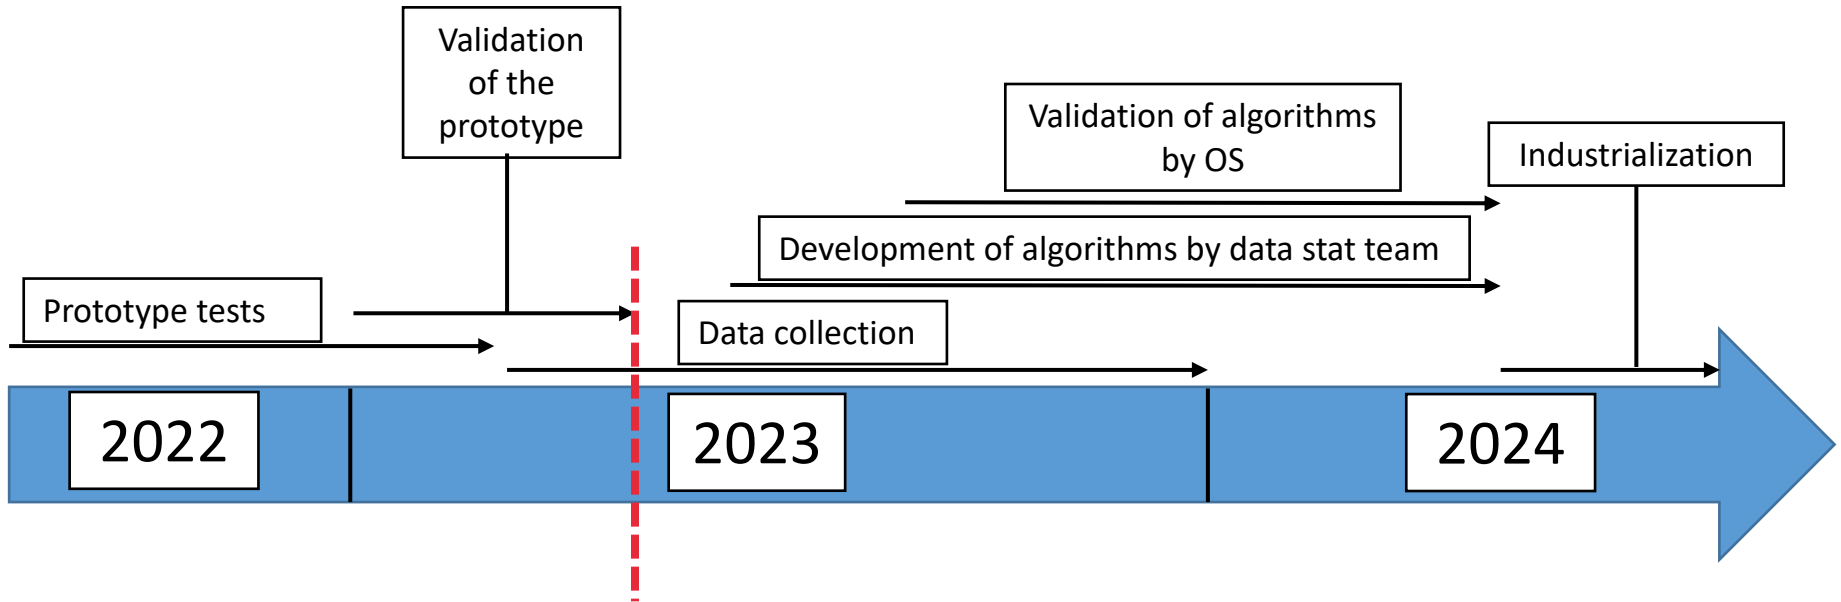 Validation
of the
prototype
Validation of algorithms
by OS
Industrialization
Development of algorithms by data stat team
Prototype tests
Data collection
2022
2023
2024